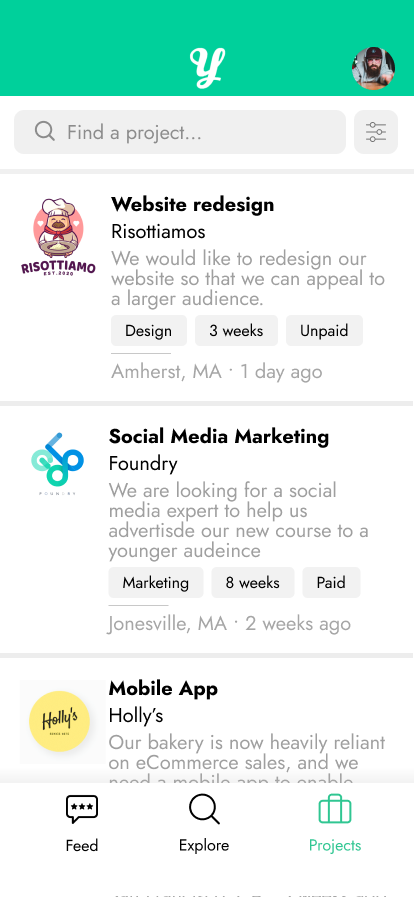 Y
Find a project...
Website redesign
Risottiamos
RISOTTIAMO
EST.2020
We would like to redesign our
website so that we can appeal to
a larger audience.
Design 3 weeks Unpaid
Amherst, MA · 1 day ago
Social Media Marketing
Foundry
FOUNDRY
We are looking for a social
media expert to help us
advertisde our new course to a
younger audeince
Marketing 8 weeks Paid
Jonesville, MA · 2 weeks ago
Mobile App
Holly's
Holly's
Our bakery is now heavily reliant
on eCommerce sales, and we
need a mobile app to enable
Feed Explore Projects